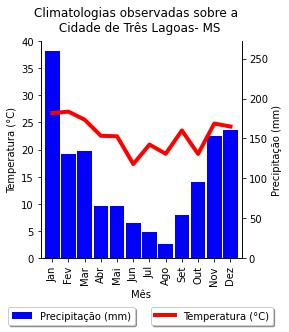 Climatologias observadas sobre a
Cidade de Três Lagoas- MS
Temperatura (°C)
40
35
30
25
20
15
10
5
0
Precipitação (mm)
250
200
150
100
50
0
Jan
Fev
Mar
Abr
Mai
Jun
Jul
Ago
Set
Out
Nov
Dez
Mês
Precipitação (mm)
Temperatura (°C)